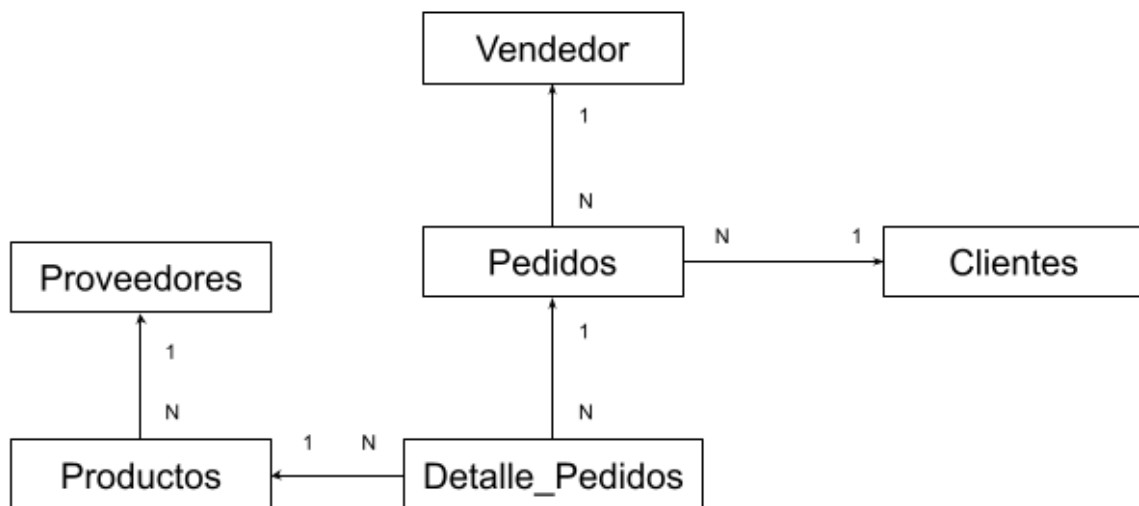 Vendedor
1
N
Pedidos
N
1
Clientes
Proveedores
1
N
1
N
Productos
1
N
Detalle_Pedidos